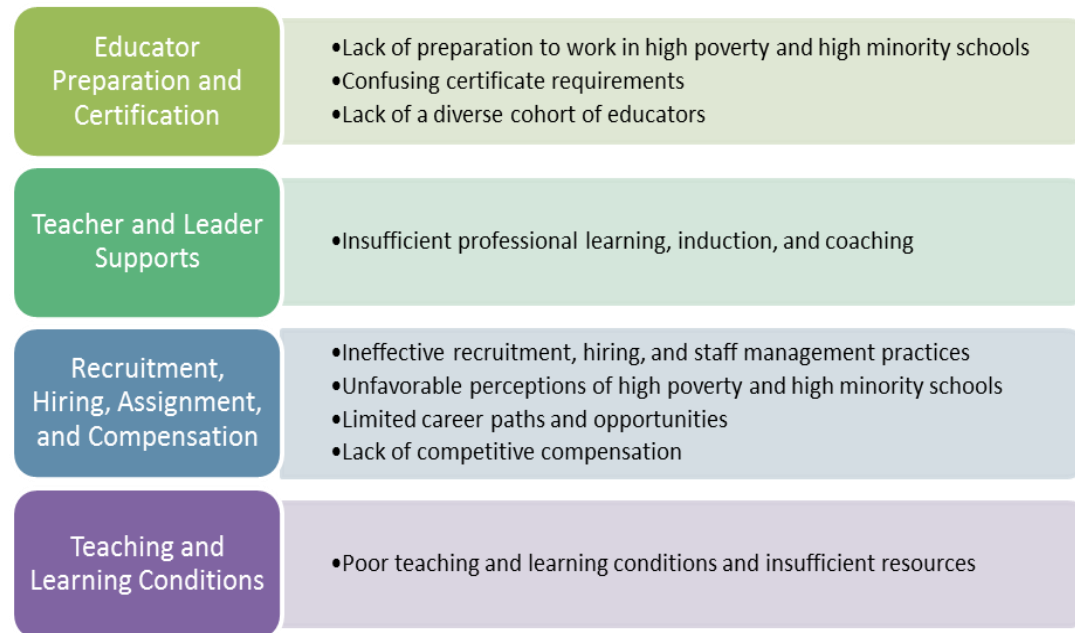 Educator
Preparation and
Certification
•Lack of preparation to work in high poverty and high minority schools
•Confusing certificate requirements
•Lack of a diverse cohort of educators
Teacher and Leader
Supports
•Insufficient professional learning, induction, and coaching
Recruitment,
Hiring, Assignment,
and Compensation
•Ineffective recruitment, hiring, and staff management practices
•Unfavorable perceptions of high poverty and high minority schools
•Limited career paths and opportunities
•Lack of competitive compensation
Teaching and
Learning Conditions
•Poor teaching and learning conditions and insufficient resources